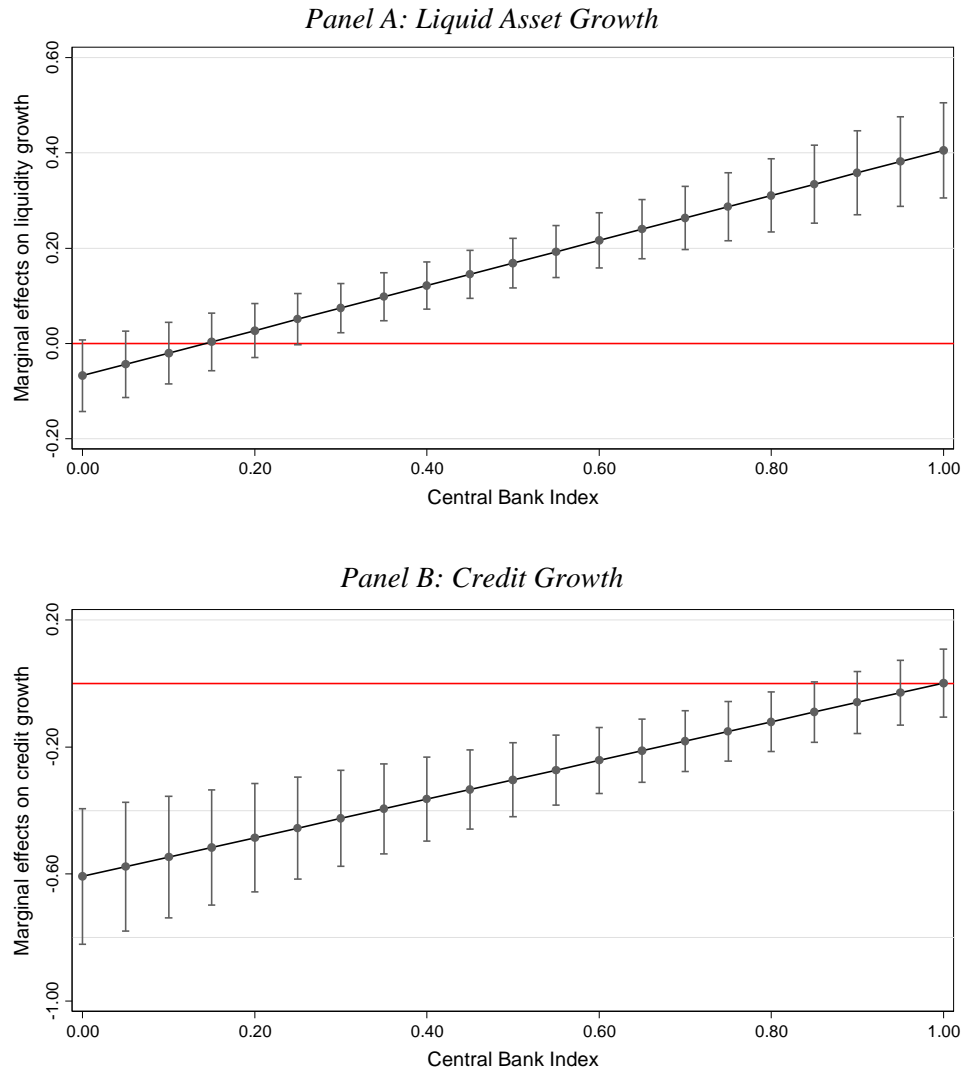 Panel A: Liquid Asset Growth
Marginal effects on liquidity growth
0.60
0.40
0.20
0.00
-0.20
0.00 0.20 0.40 0.60 0.80 1.00
Central Bank Index
Panel B: Credit Growth
Marginal effects on credit growth
0.20
-0.20
-0.60
-1.00
0.00 0.20 0.40 0.60 0.80 1.00
Central Bank Index